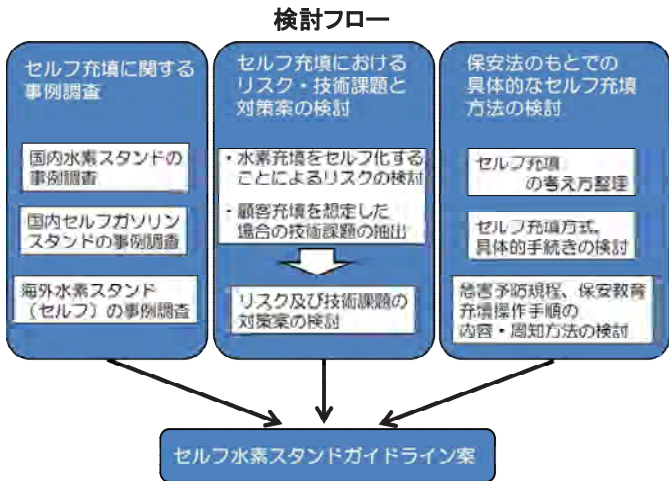 検討フロー
セルフ充填に関する
事例調査
国内水素スタンドの
事例調査
国内セルフガソリン
スタンドの事例調査
海外水素スタンド
(セルフ)の事例調査
セルフ充填における
リスク・技術課題と
対策案の検討
・水素充填をセルフ化する
ことによるリスクの検討
・顧客充填を想定した
場合の技術課題の抽出
リスク及び技術課題の
対策案の検討
保安法のもとでの
具体的なセルフ充填
方法の検討
セルフ充填
の考え方整理
セルフ充填方式、
具体的手続きの検討
危害予防規程、保安教育
充填操作手順の
内容・周知方法の検討
セルフ水素スタンドガイドライン案